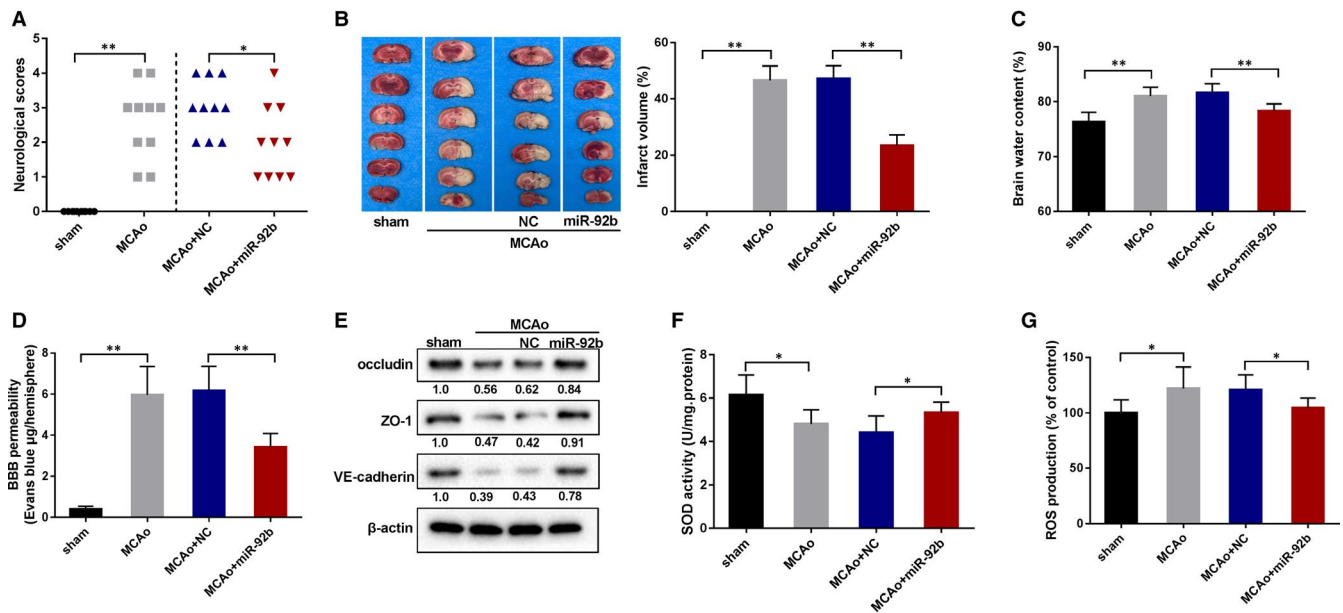 A
Neurological scores
5
4
3
2
1
0
**
*
sham
MCAo
MCAo+NC
MCAo+miR-92b
B
sham
NC
miR-92b
MCAo
Infarct volume (%)
60
40
20
0
**
**
sham
MCAo
MCAo+NC
MCAo+miR-92b
C
Brain water content (%)
90
80
70
60
**
**
sham
MCAo
MCAo+NC
MCAo+miR-92b
D
BBB permeability
(Evans blue µg/hemisphere)
8
6
4
2
0
**
**
sham
MCAo
MCAo+NC
MCAo+miR-92b
E
MCAo
sham
NC
miR-92b
occludin
1.0 0.56 0.62 0.84
ZO-1
1.0 0.47 0.42 0.91
VE-cadherin
1.0 0.39 0.43 0.78
β-actin
F
SOD activity (U/mg.protein)
8
6
4
2
0
*
*
sham
MCAo
MCAo+NC
MCAo+miR-92b
G
ROS production (% of control)
150
100
50
0
*
*
sham
MCAo
MCAo+NC
MCAo+miR-92b